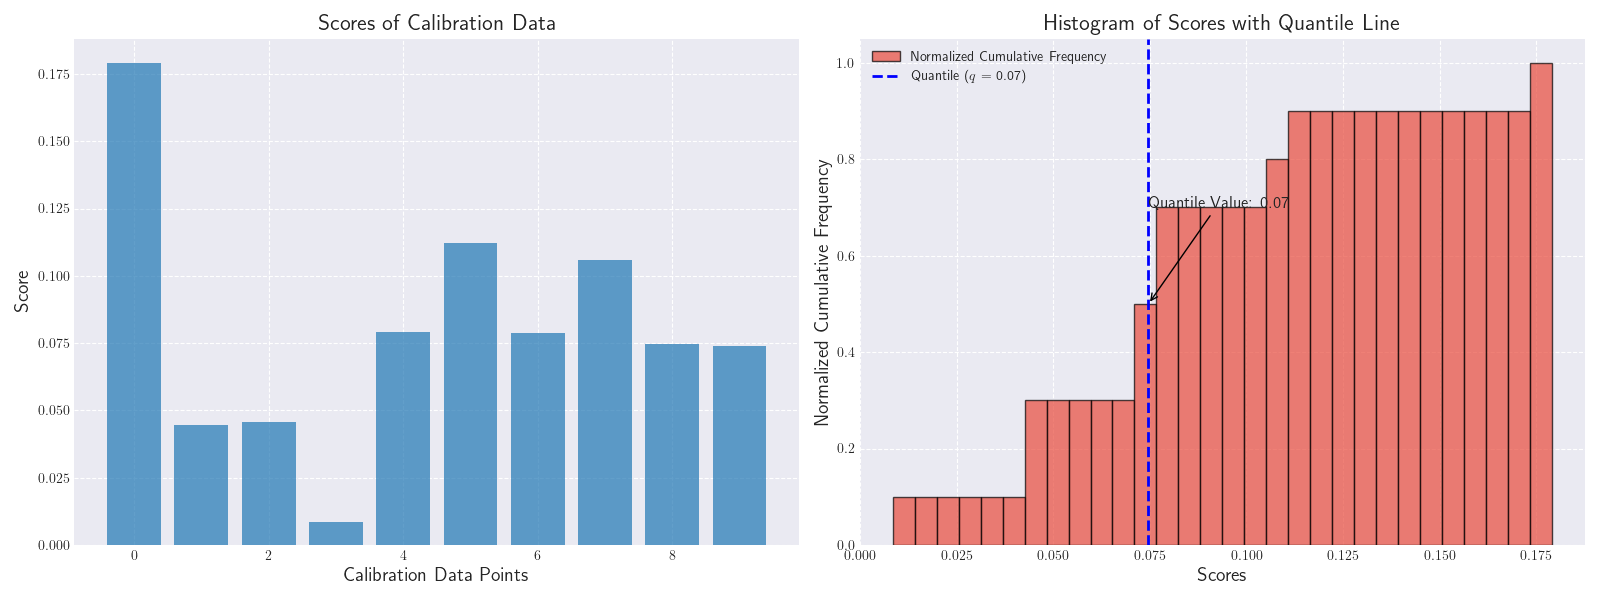 Scores of Calibration Data
Score
0.175
0.150
0.125
0.100
0.075
0.050
0.025
0.000
0 2 4 6 8
Calibration Data Points
Histogram of Scores with Quantile Line
Normalized Cumulative Frequency
Quantile (q = 0.07)
Quantile Value: 0.07
Normalized Cumulative Frequency
1.0
0.8
0.6
0.4
0.2
0.0
0.000 0.025 0.050 0.075 0.100 0.125 0.150 0.175
Scores